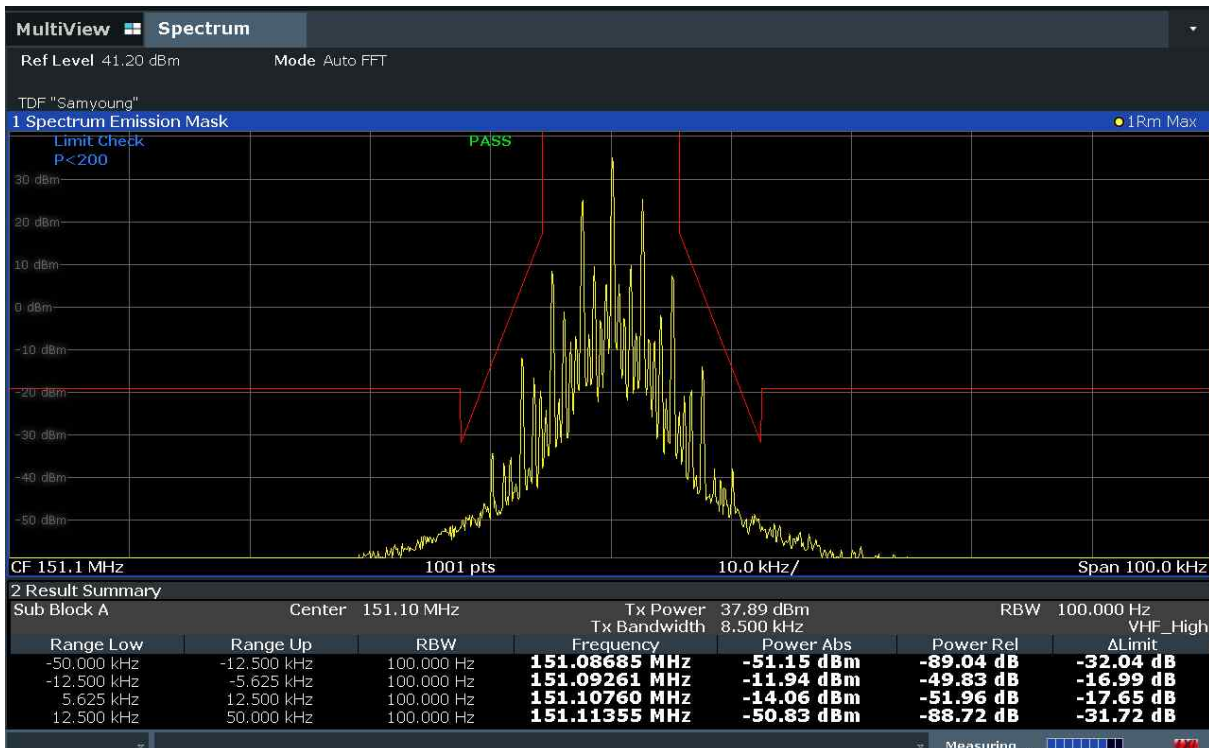 MultiView Spectrum
Ref Level 41.20 dBm Mode Auto FFT
TDF "Samyoung"
1 Spectrum Emission Mask 1Rm Max
Limit Check PASS
P<200
30 dBm
20 dBm
10 dBm
0 dBm
-10 dBm
-20 dBm
-30 dBm
-40 dBm
-50 dBm
CF 151.1 MHz 1001 pts 10.0 kHz/ Span 100.0 kHz
2 Result Summary
Sub Block A Center 151.10 MHz Tx Power 37.89 dBm RBW 100.000 Hz
Tx Bandwidth 8.500 kHz VHF_High
Range Low Range Up RBW Frequency Power Abs Power Rel ΔLimit
-50.000 kHz -12.500 kHz 100.000 Hz 151.08685 MHz -51.15 dBm -89.04 dB -32.04 dB
-12.500 kHz -5.625 kHz 100.000 Hz 151.09261 MHz -11.94 dBm -49.83 dB -16.99 dB
5.625 kHz 12.500 kHz 100.000 Hz 151.10760 MHz -14.06 dBm -51.96 dB -17.65 dB
12.500 kHz 50.000 kHz 100.000 Hz 151.11355 MHz -50.83 dBm -88.72 dB -31.72 dB
Measuring